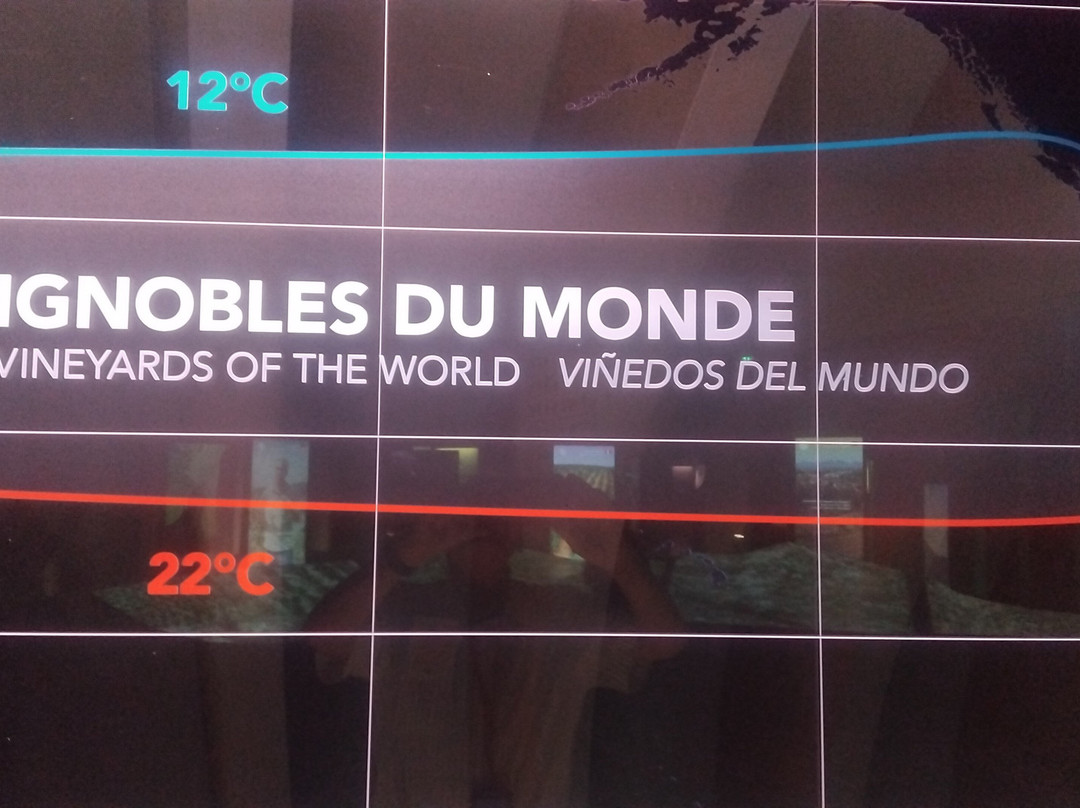 12°C
IGNOBLES DU MONDE
VINEYARDS OF THE WORLD VIÑEDOS DEL MUNDO
22°C